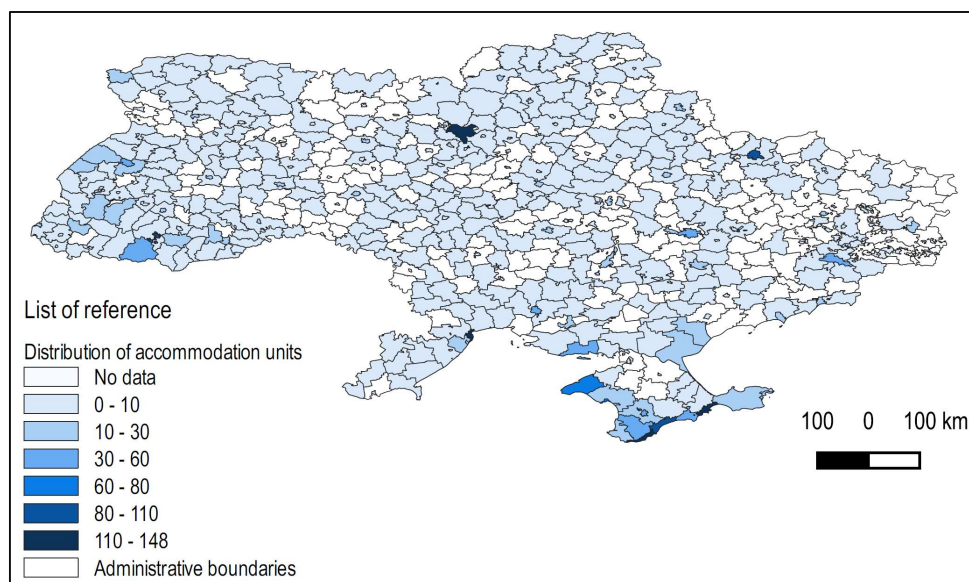 List of reference
Distribution of accommodation units
No data
0 - 10
10 - 30
30 - 60
60 - 80
80 - 110
110 - 148
Administrative boundaries
100 0 100 km